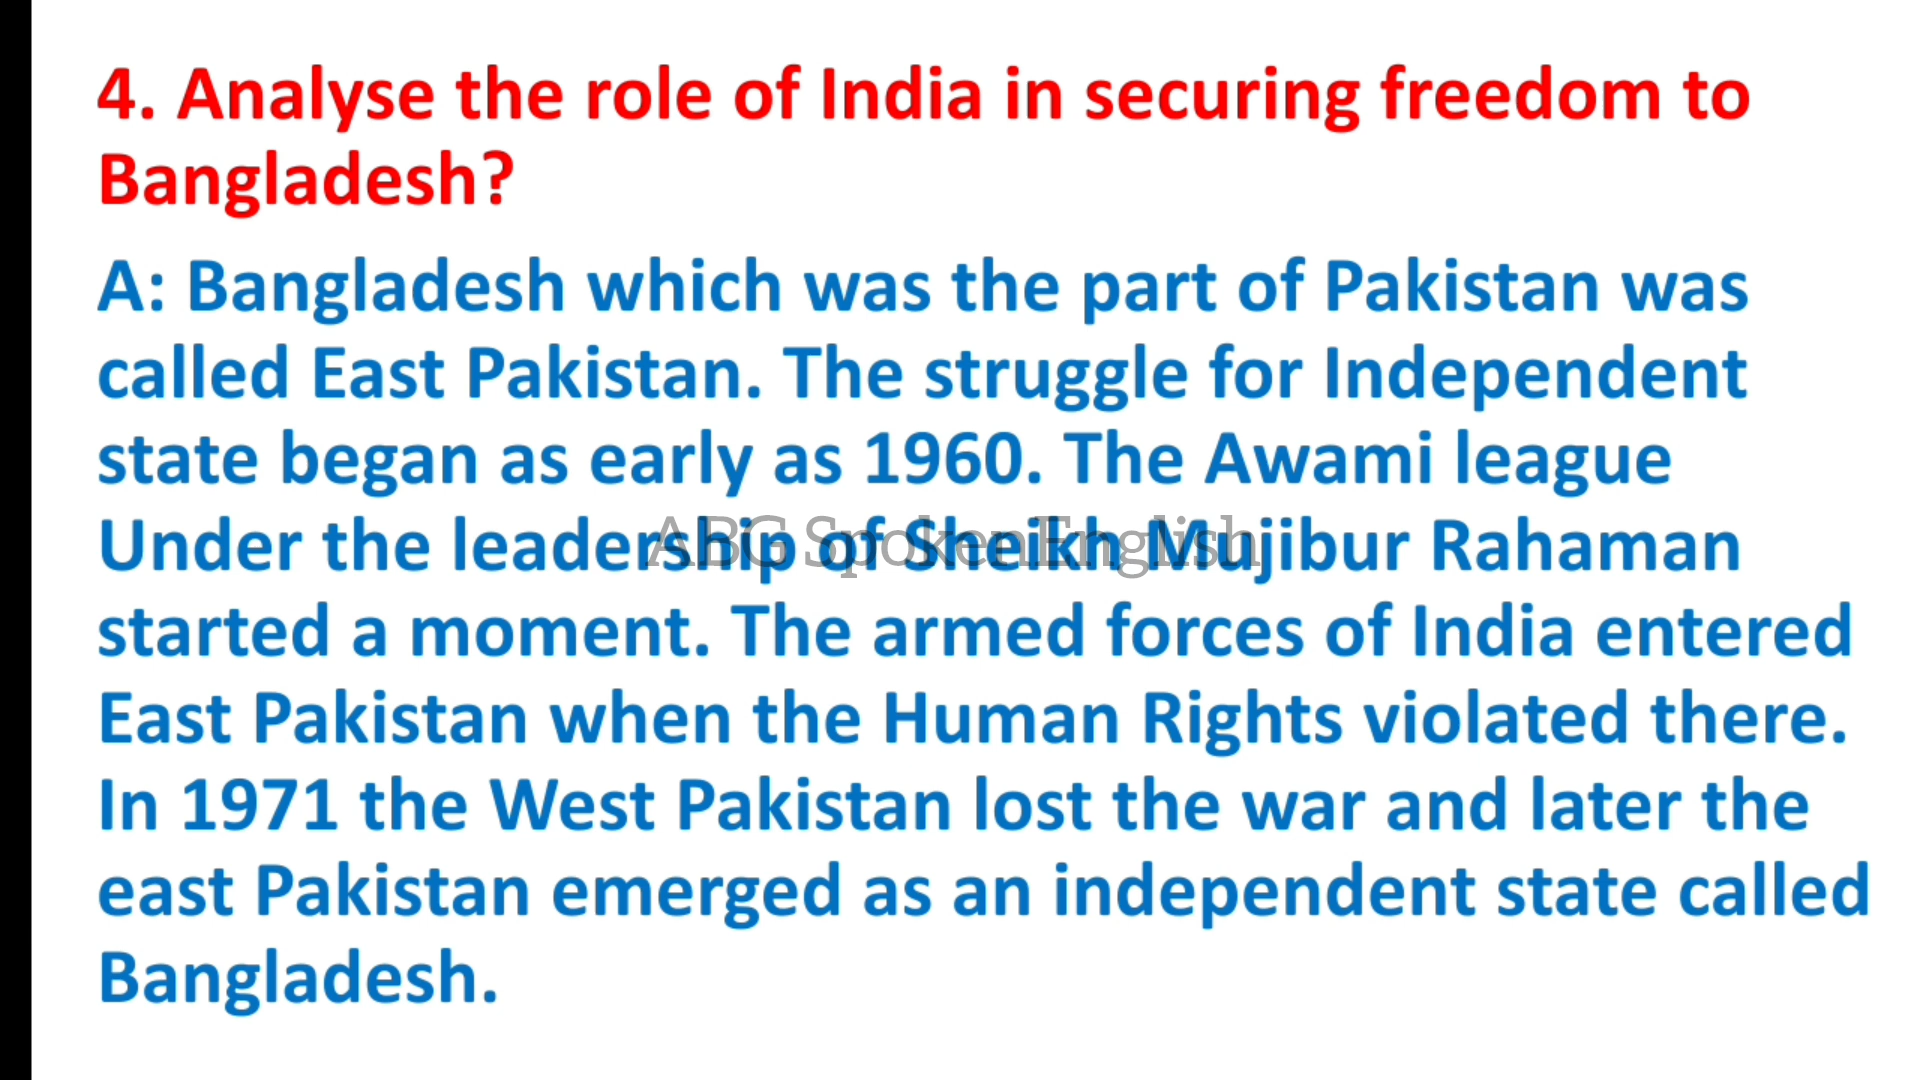 4. Analyse the role of India in securing freedom to
Bangladesh?
A: Bangladesh which was the part of Pakistan was
called East Pakistan. The struggle for Independent
state began as early as 1960. The Awami league
Under the leadership of Sheikh Mujibur Rahaman
ABG SpokenEnglish
started a moment. The armed forces of India entered
East Pakistan when the Human Rights violated there.
In 1971 the West Pakistan lost the war and later the
east Pakistan emerged as an independent state called
Bangladesh.